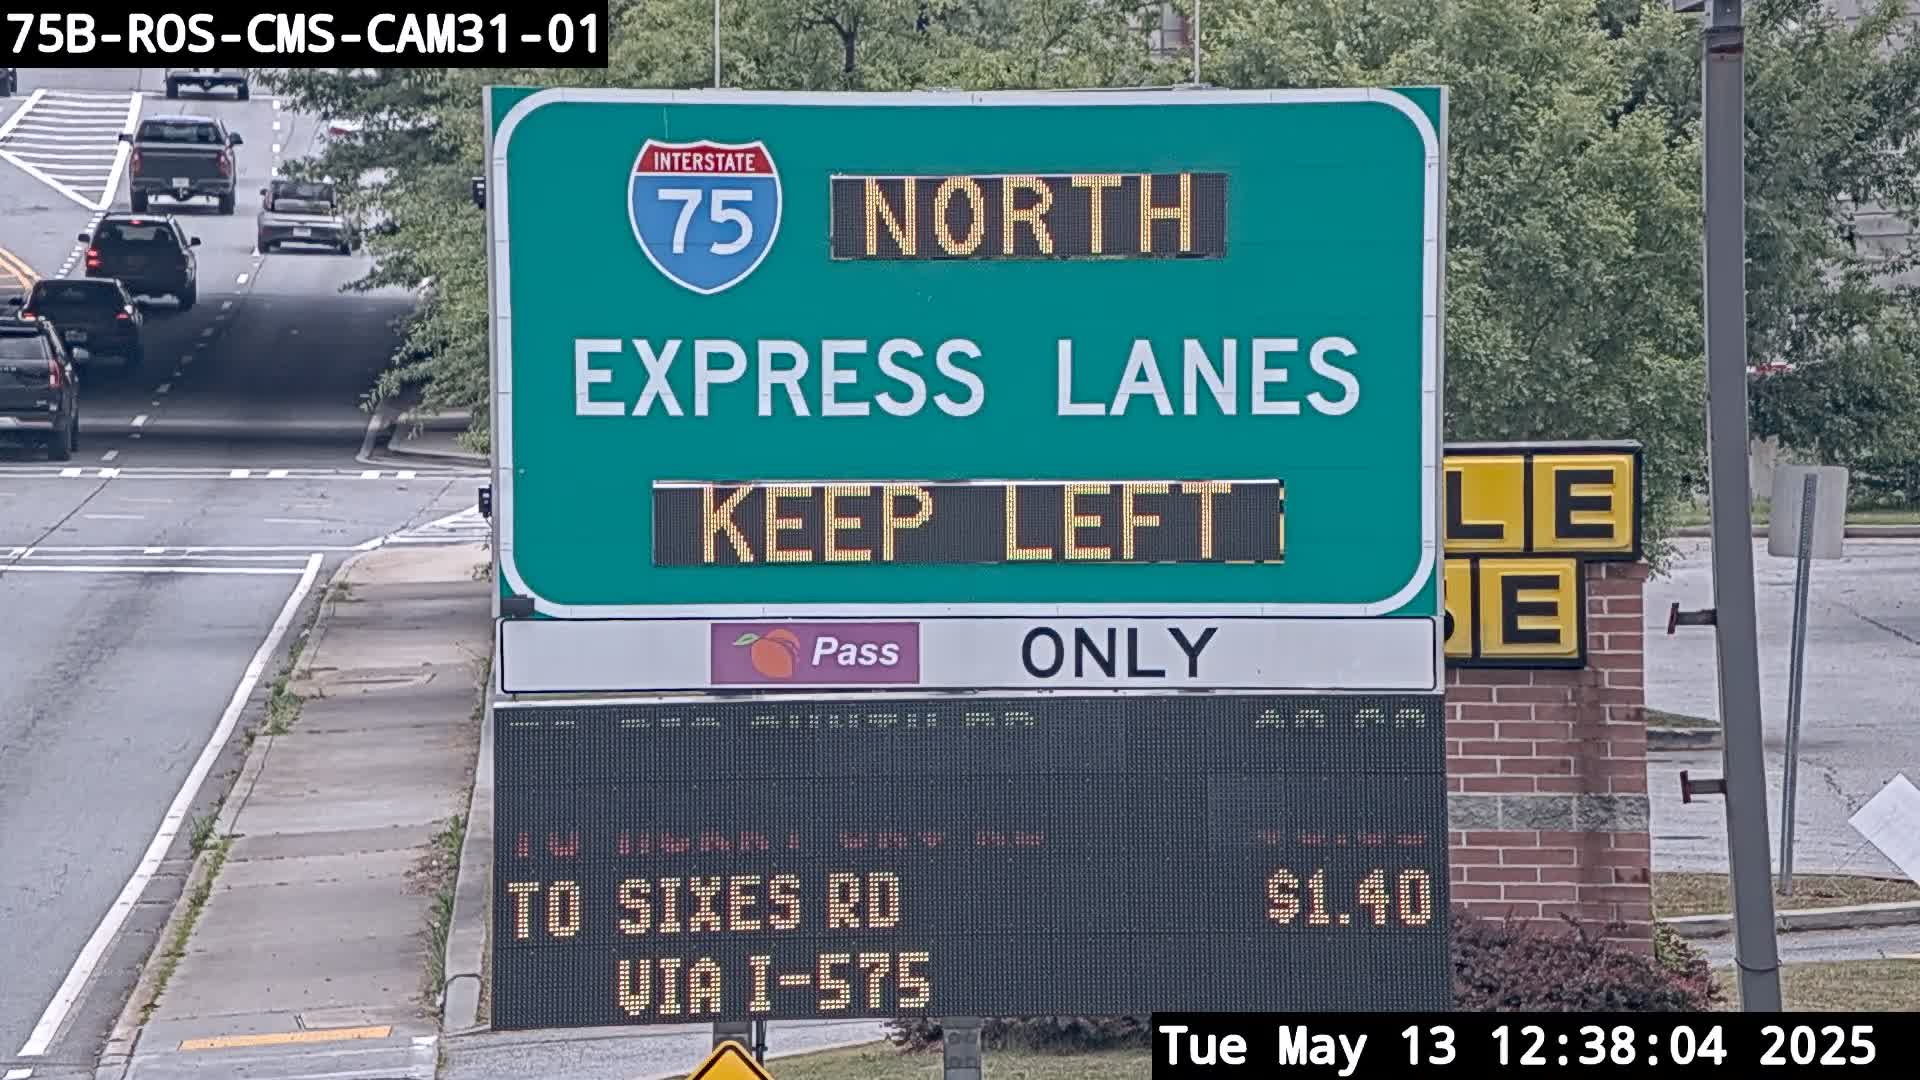 75B-ROS-CMS-CAM31-01
INTERSTATE
75
NORTH
EXPRESS LANES
KEEP LEFT
LE
E
Pass ONLY
TO SIXES RD $1.40
VIA I-575
Tue May 13 12:38:04 2025